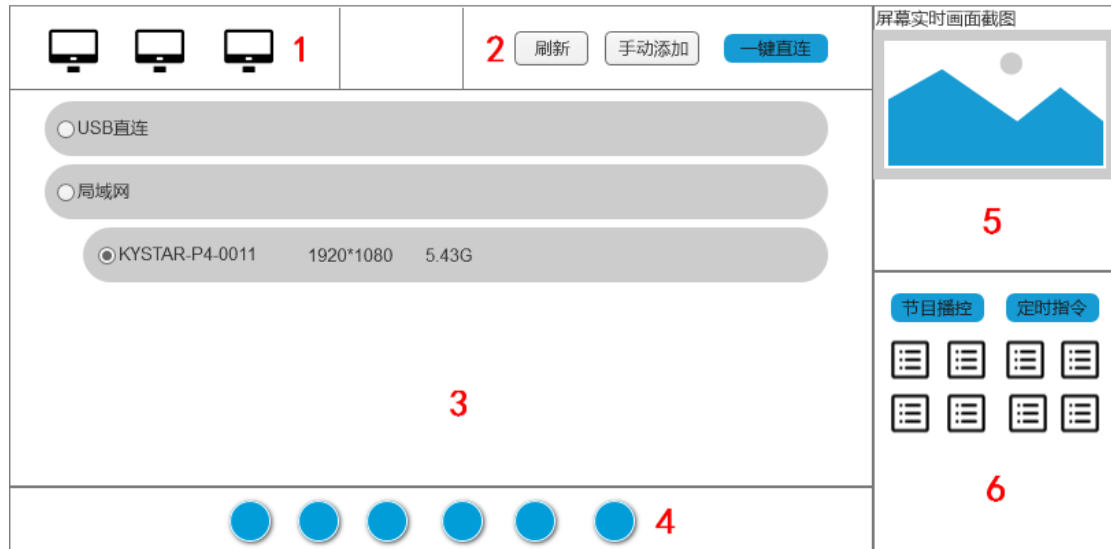 1
2
刷新
手动添加
一键直连
屏幕实时画面截图
USB直连
局域网
KYSTAR-P4-0011 1920*1080 5.43G
3
4
5
节目播控
定时指令
6